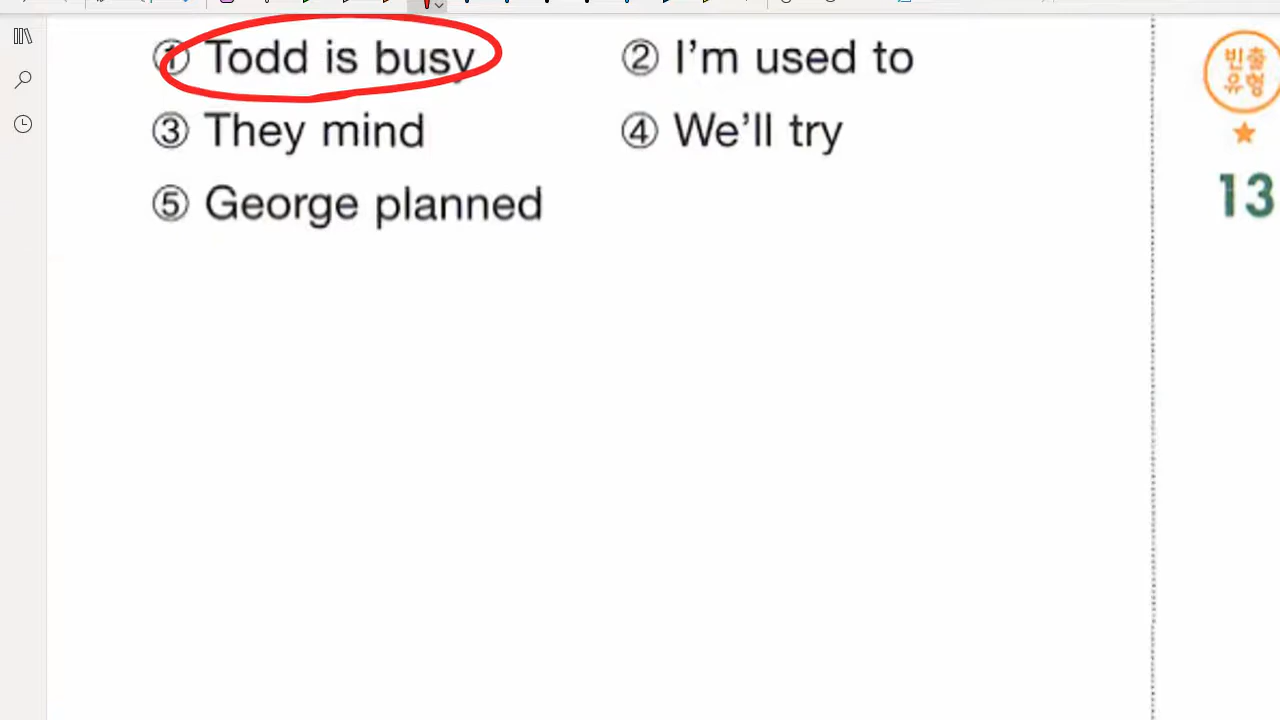 ① Todd is busy ② I'm used to
③ They mind ④ We'll try
⑤ George planned
빈출
유형
13